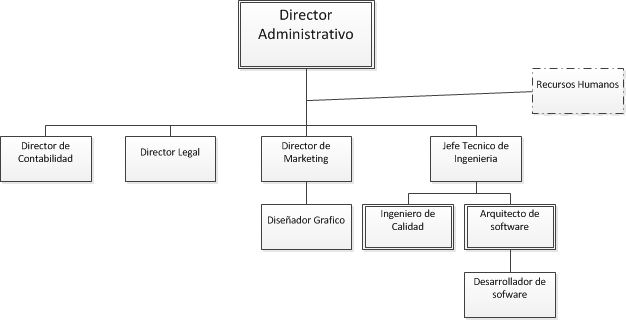 Director
Administrativo
Recursos Humanos
Director de
Contabilidad
Director Legal
Director de
Marketing
Jefe Tecnico de
Ingenieria
Diseñador Grafico
Ingeniero de
Calidad
Arquitecto de
software
Desarrollador de
sofware